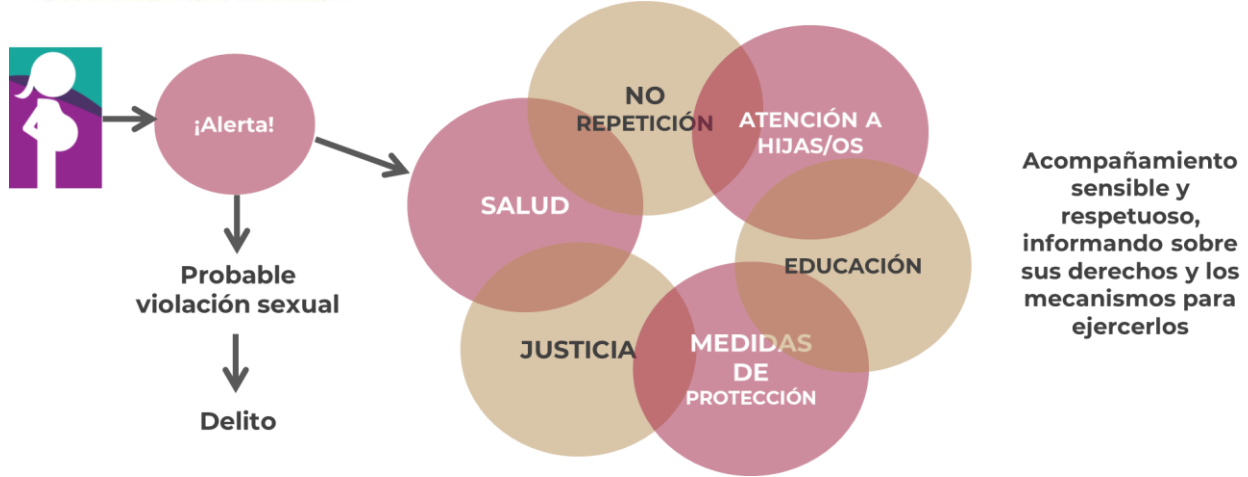 ¡Alerta!
Probable
violación sexual
Delito
NO
REPETICIÓN
ATENCIÓN A
HIJAS/OS
SALUD
EDUCACIÓN
JUSTICIA
MEDIDAS
DE
PROTECCIÓN
Acompañamiento
sensible y
respetuoso,
informando sobre
sus derechos y los
mecanismos para
ejercerlos